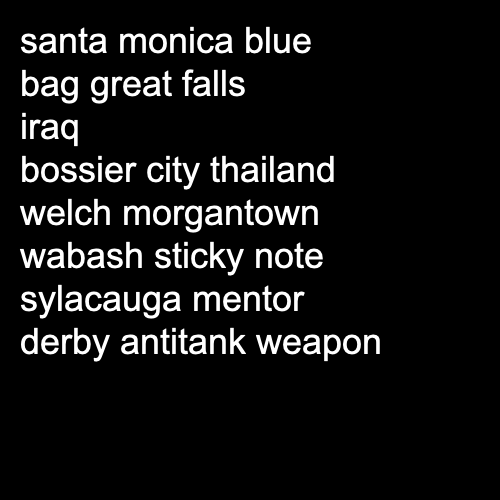 santa monica blue
bag great falls
iraq
bossier city thailand
welch morgantown
wabash sticky note
sylacauga mentor
derby antitank weapon